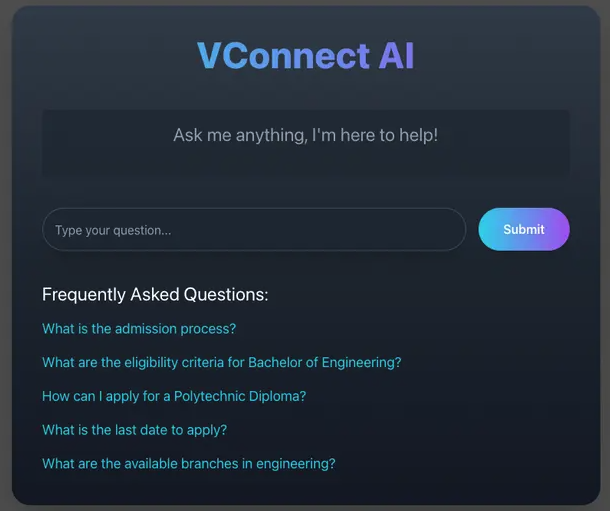 VConnect AI
Ask me anything, I'm here to help!
Type your question...
Submit
Frequently Asked Questions:
What is the admission process?
What are the eligibility criteria for Bachelor of Engineering?
How can I apply for a Polytechnic Diploma?
What is the last date to apply?
What are the available branches in engineering?